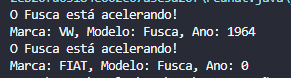 O Fusca está acelerando!
Marca: VW, Modelo: Fusca, Ano: 1964
O Fusca está acelerando!
Marca: FIAT, Modelo: Fusca, Ano: 0